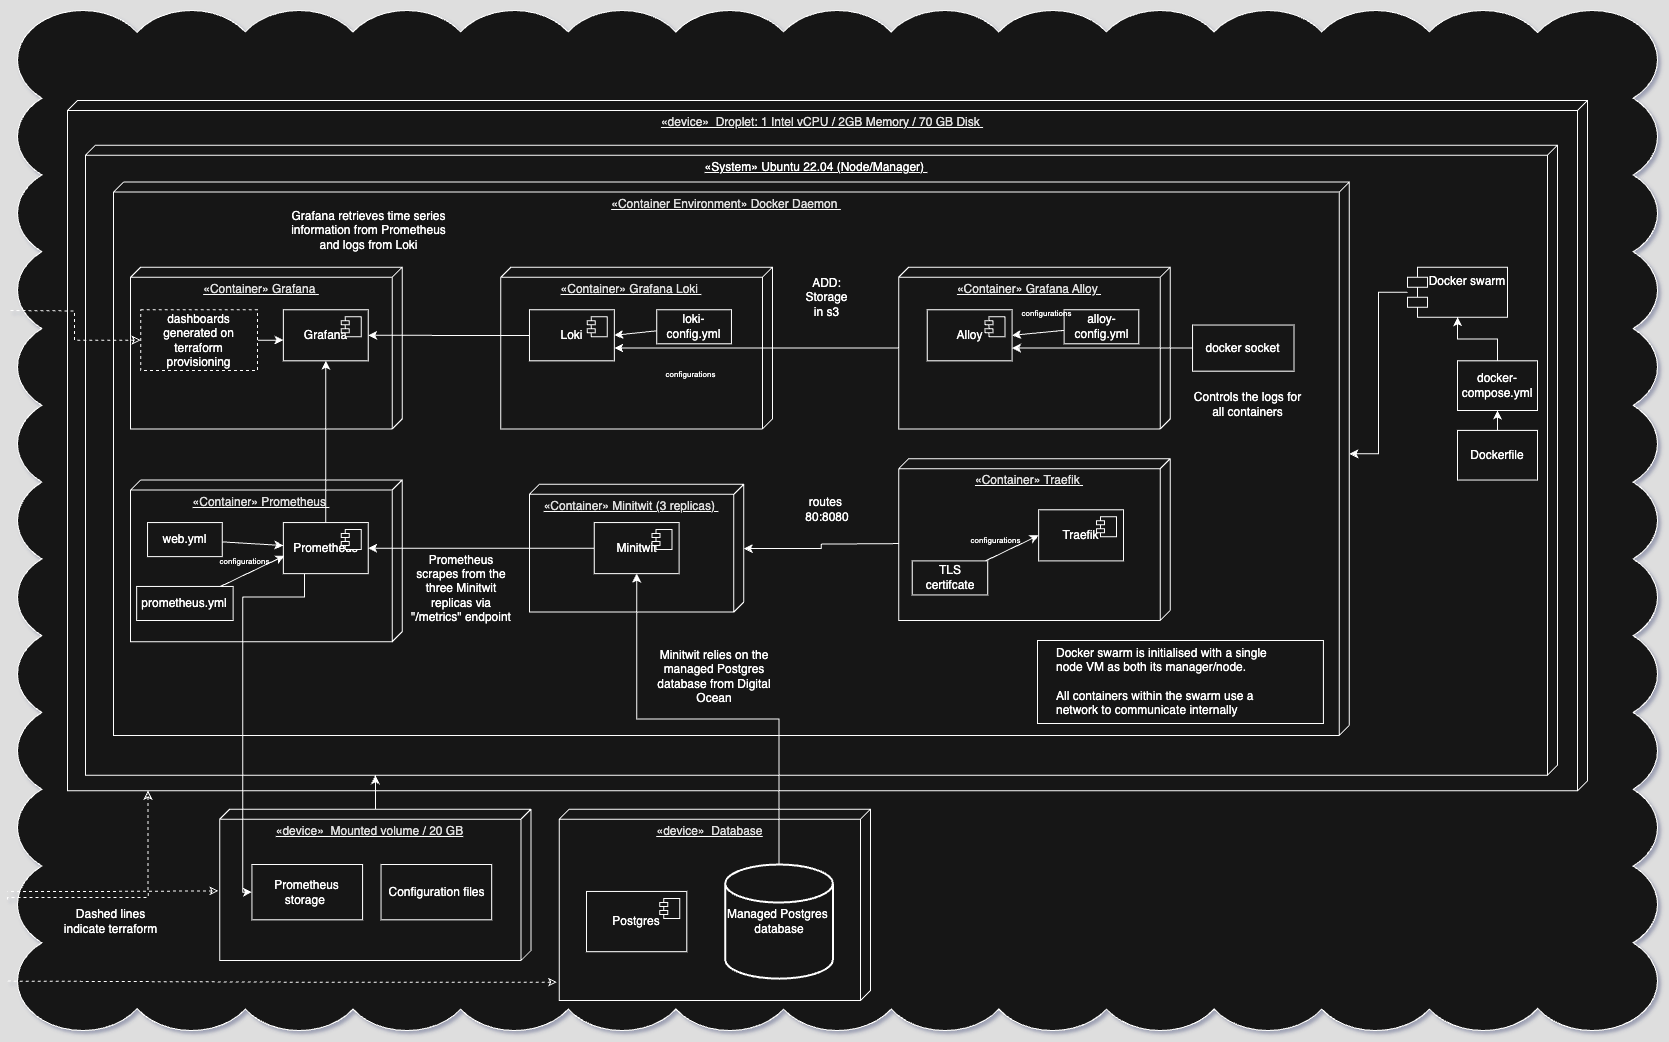 «device»  Droplet: 1 Intel vCPU / 2GB Memory / 70 GB Disk
«System» Ubuntu 22.04 (Node/Manager)
«Container Environment» Docker Daemon
Grafana retrieves time series
information from Prometheus
and logs from Loki
«Container» Grafana
dashboards
generated on
terraform
provisioning
Grafana
«Container» Grafana Loki
Loki
loki-
config.yml
configurations
ADD:
Storage
in s3
«Container» Grafana Alloy
Alloy
configurations
alloy-
config.yml
docker socket
Controls the logs for
all containers
Docker swarm
docker-
compose.yml
Dockerfile
«Container» Prometheus
web.yml
configurations
prometheus.yml
Prometheus
Prometheus
scrapes from the
three Minitwit
replicas via
"/metrics" endpoint
«Container» Minitwit (3 replicas)
Minitwit
routes
80:8080
«Container» Traefik
configurations
Traefik
TLS
certifcate
Minitwit relies on the
managed Postgres
database from Digital
Ocean
Docker swarm is initialised with a single
node VM as both its manager/node.
All containers within the swarm use a
network to communicate internally
«device»  Mounted volume / 20 GB
Prometheus
storage
Configuration files
«device»  Database
Postgres
Managed Postgres
database
Dashed lines
indicate terraform